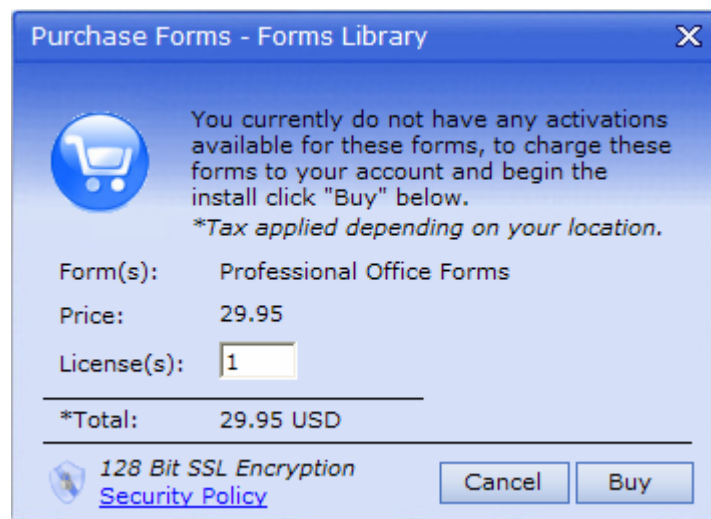 Purchase Forms - Forms Library
You currently do not have any activations
available for these forms, to charge these
forms to your account and begin the
install click "Buy" below.
*Tax applied depending on your location.
Form(s): Professional Office Forms
Price: 29.95
License(s): 1
*Total: 29.95 USD
128 Bit SSL Encryption
Security Policy
Cancel Buy